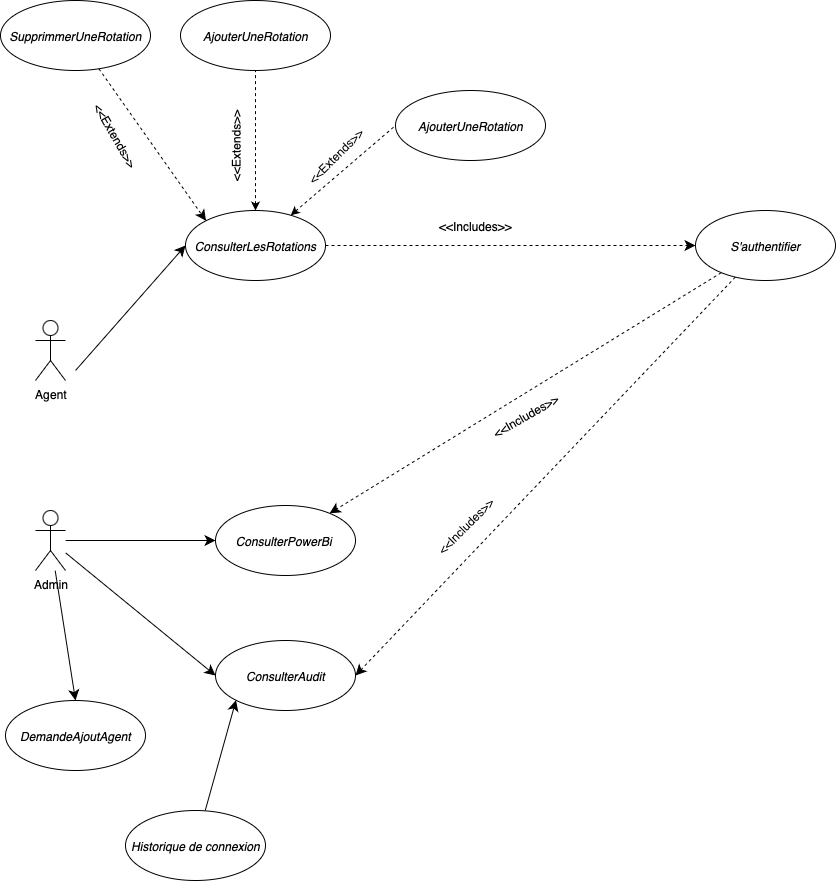 SupprimmerUneRotation
AjouterUneRotation
AjouterUneRotation
<<Extends>>
<<Extends>>
<<Extends>>
ConsulterLesRotations
<<Includes>>
S'authentifier
Agent
<<Includes>>
<<Includes>>
ConsulterPowerBi
Admin
ConsulterAudit
DemandeAjoutAgent
Historique de connexion